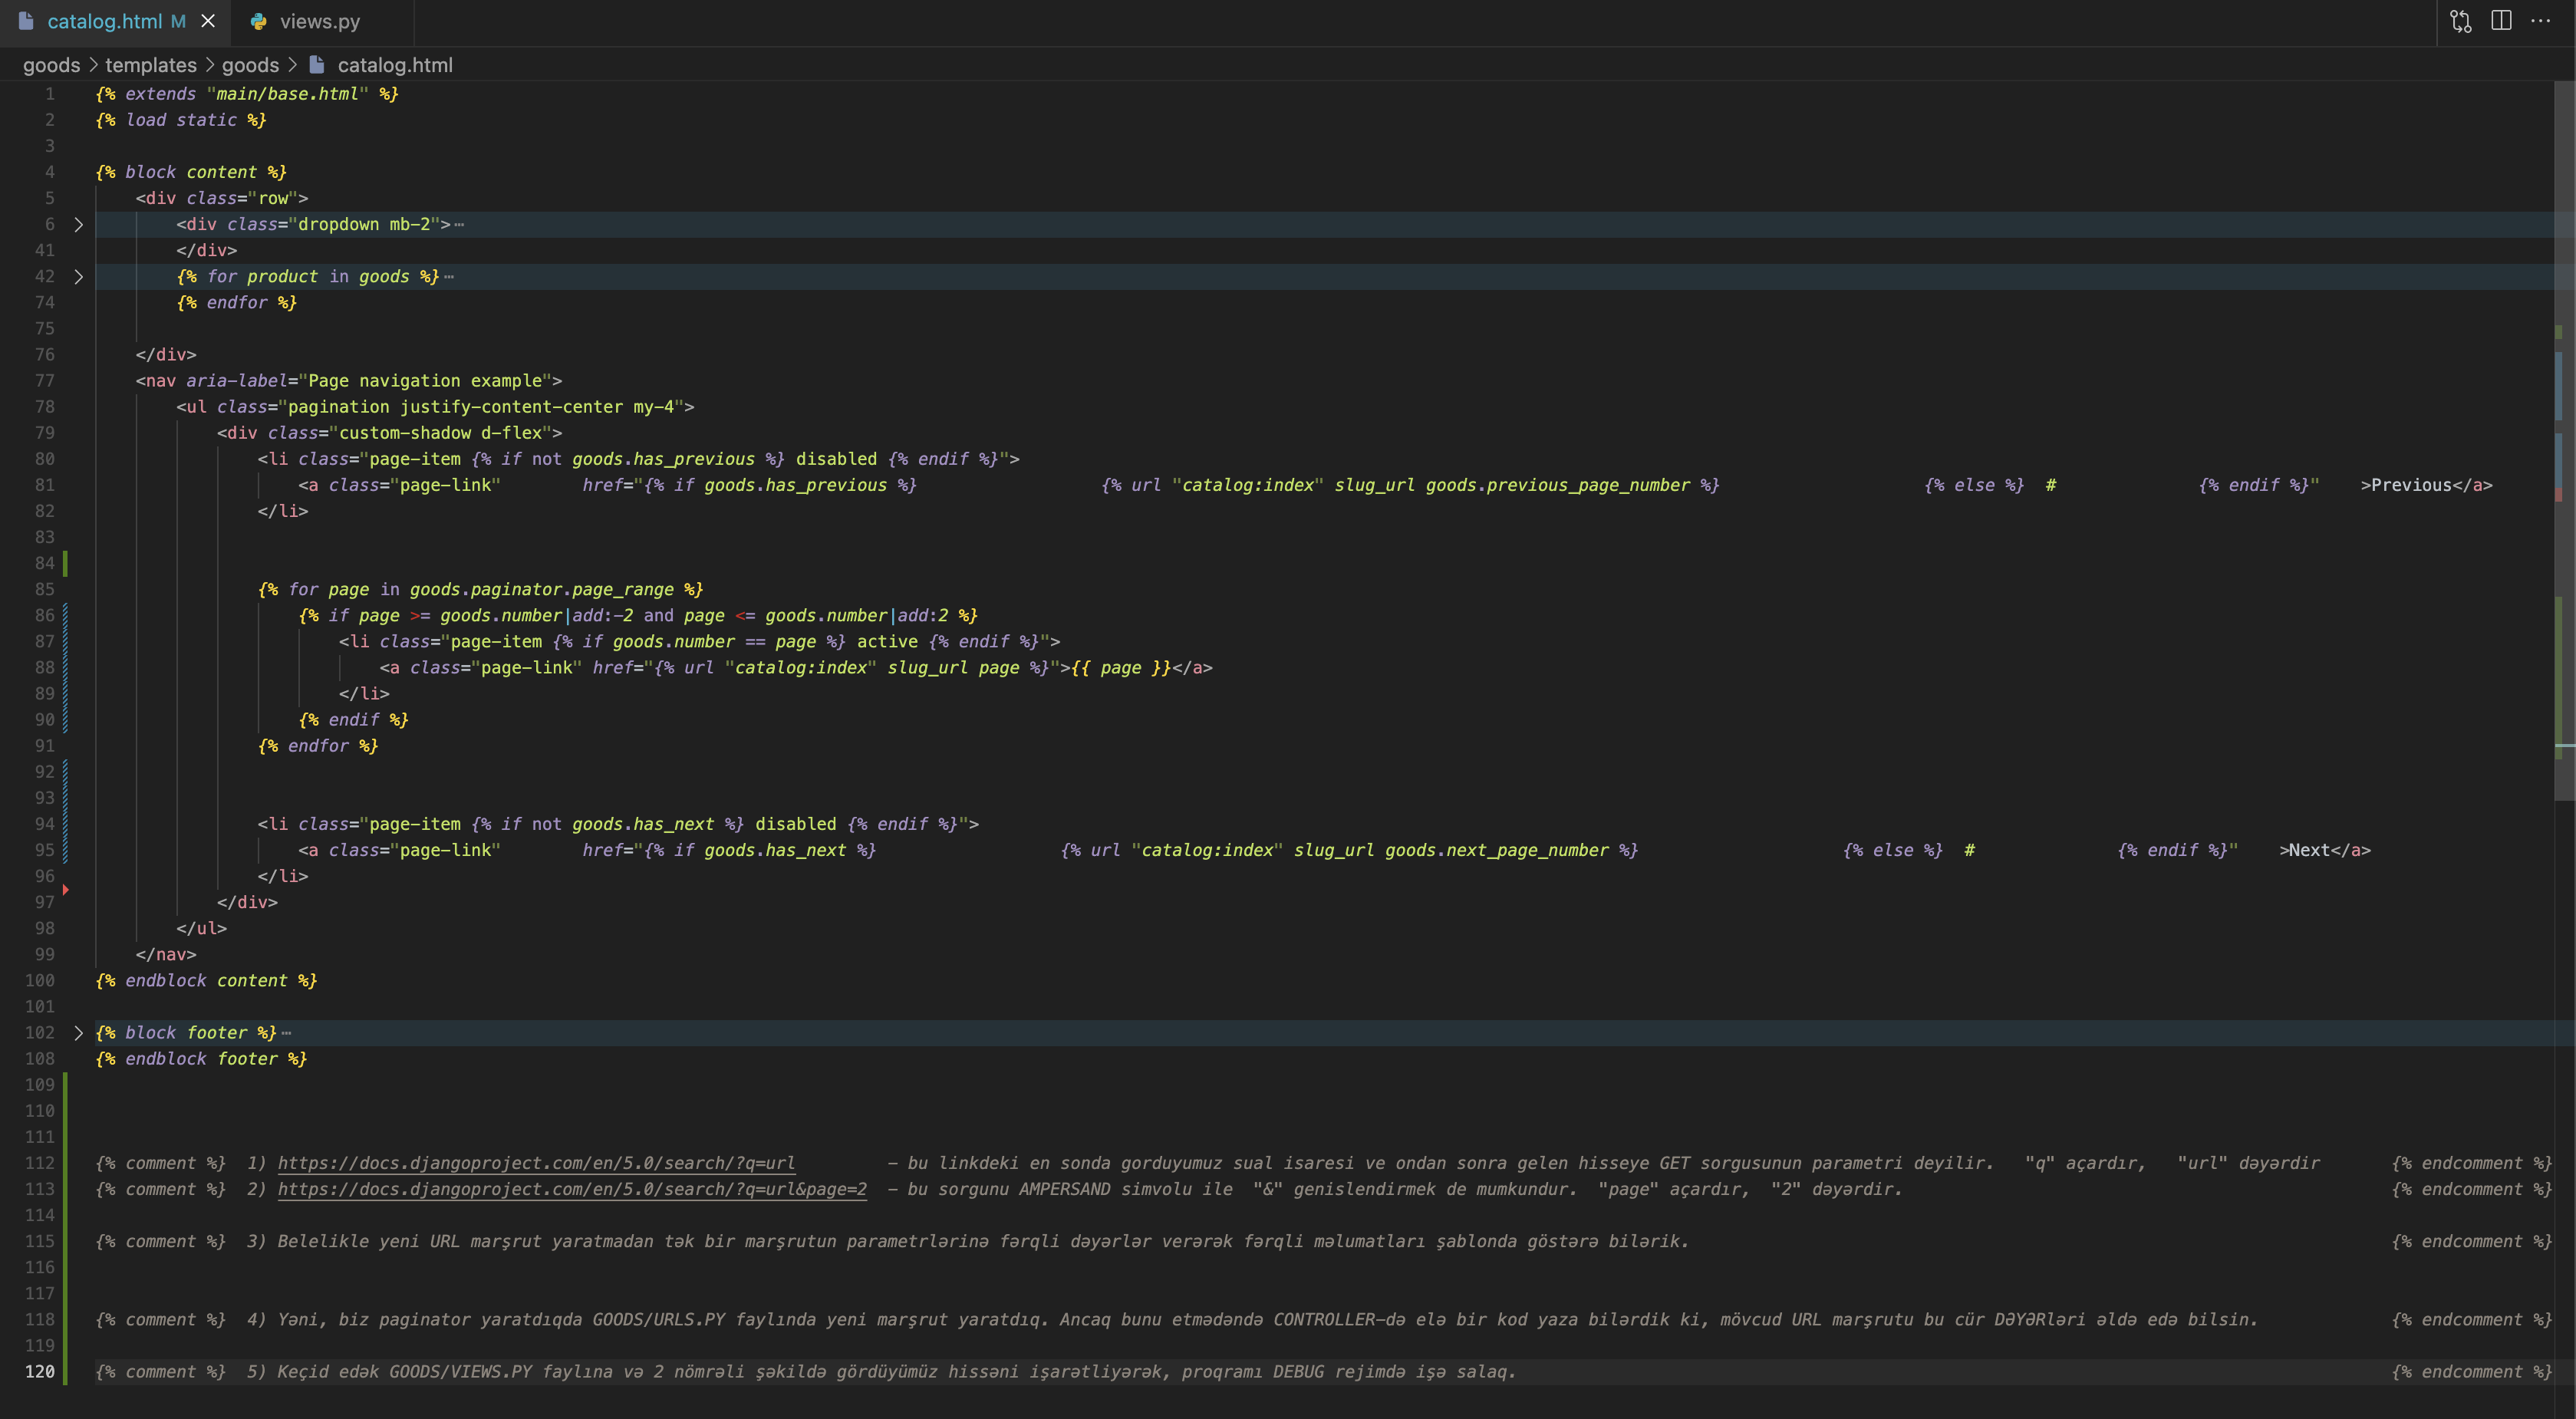 catalog.html M
views.py
goods > templates > goods > catalog.html
1 {% extends "main/base.html" %}
2 {% load static %}
3
4 {% block content %}
5 <div class="row">
6 <div class="dropdown mb-2">
41 </div>
42 {% for product in goods %}
74 {% endfor %}
75
76 </div>
77 <nav aria-label="Page navigation example">
78 <ul class="pagination justify-content-center my-4">
79 <div class="custom-shadow d-flex">
80 <li class="page-item {% if not goods.has_previous %} disabled {% endif %}">
81 <a class="page-link" href="{% if goods.has_previous %} {% url "catalog:index" slug_url goods.previous_page_number %} {% else %} # {% endif %}" >Previous</a>
82 </li>
83
84
85 {% for page in goods.paginator.page_range %}
86 {% if page >= goods.number|add:-2 and page <= goods.number|add:2 %}
87 <li class="page-item {% if goods.number == page %} active {% endif %}">
88 <a class="page-link" href="{% url "catalog:index" slug_url page %}">{{ page }}</a>
89 </li>
90 {% endif %}
91 {% endfor %}
92
93
94 <li class="page-item {% if not goods.has_next %} disabled {% endif %}">
95 <a class="page-link" href="{% if goods.has_next %} {% url "catalog:index" slug_url goods.next_page_number %} {% else %} # {% endif %}" >Next</a>
96 </li>
97 </div>
98 </ul>
99 </nav>
100 {% endblock content %}
101
102 {% block footer %}
108 {% endblock footer %}
109
110
111
112 {% comment %} 1) https://docs.djangoproject.com/en/5.0/search/?q=url - bu linkdeki en sonda gorduyumuz sual isaresi ve ondan sonra gelen hisseye GET sorgusunun parametri deyilir. "q" açardır, "url" dəyərdir {% endcomment %}
113 {% comment %} 2) https://docs.djangoproject.com/en/5.0/search/?q=url&page=2 - bu sorgunu AMPERSAND simvolu ile "&" genislendirmek de mumkundur. "page" açardır, "2" dəyərdir. {% endcomment %}
114
115 {% comment %} 3) Belelikle yeni URL marşrut yaratmadan tək bir marşrutun parametrlərinə fərqli dəyərlər verərək fərqli məlumatları şablonda göstərə bilərik. {% endcomment %}
116
117
118 {% comment %} 4) Yəni, biz paginator yaratdıqda GOODS/URLS.PY faylında yeni marşrut yaratdıq. Ancaq bunu etmədəndə CONTROLLER-də elə bir kod yaza bilərdik ki, mövcud URL marşrutu bu cür DƏYƏRləri əldə edə bilsin. {% endcomment %}
119
120 {% comment %} 5) Keçid edək GOODS/VIEWS.PY faylına və 2 nömrəli şəkildə gördüyümüz hissəni işarətliyərək, proqramı DEBUG rejimdə işə salaq. {% endcomment %}